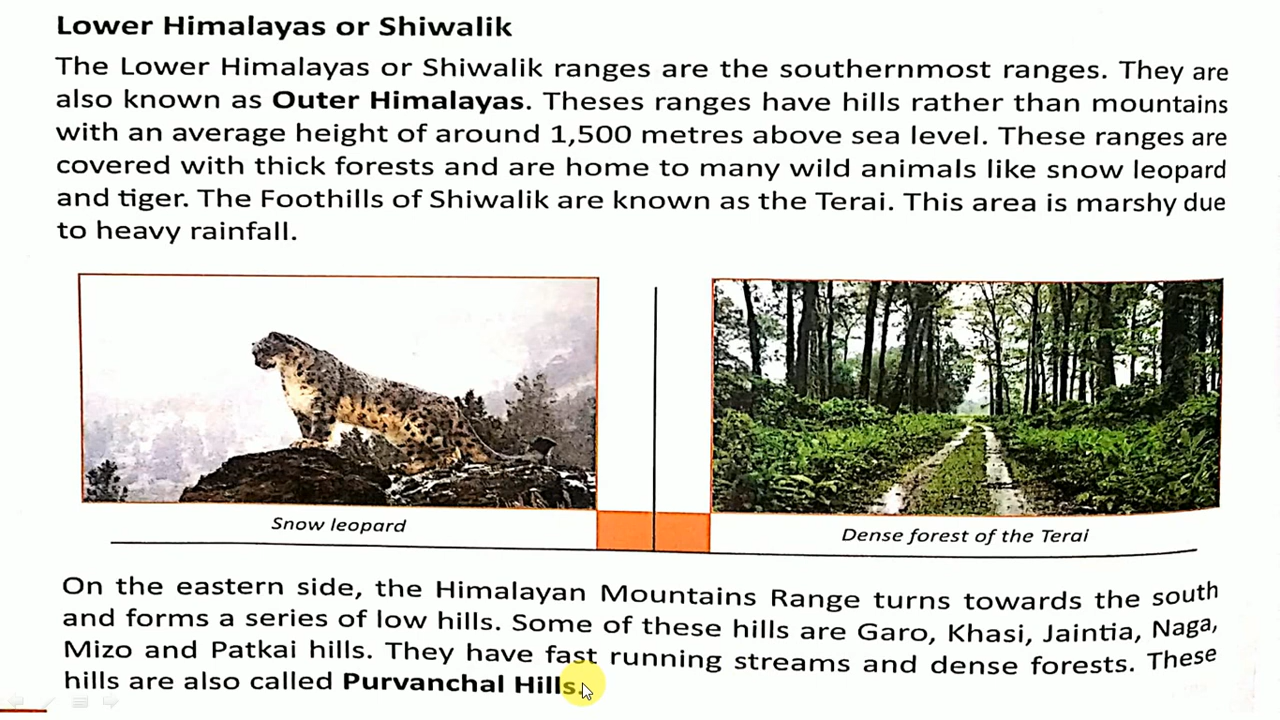 Lower Himalayas or Shiwalik
The Lower Himalayas or Shiwalik ranges are the southernmost ranges. They are
also known as Outer Himalayas. Theses ranges have hills rather than mountains
with an average height of around 1,500 metres above sea level. These ranges are
covered with thick forests and are home to many wild animals like snow leopard
and tiger. The Foothills of Shiwalik are known as the Terai. This area is marshy due
to heavy rainfall.
Snow leopard
Dense forest of the Terai
On the eastern side, the Himalayan Mountains Range turns towards the south
and forms a series of low hills. Some of these hills are Garo, Khasi, Jaintia, Naga,
Mizo and Patkai hills. They have fast running streams and dense forests. These
hills are also called Purvanchal Hills.